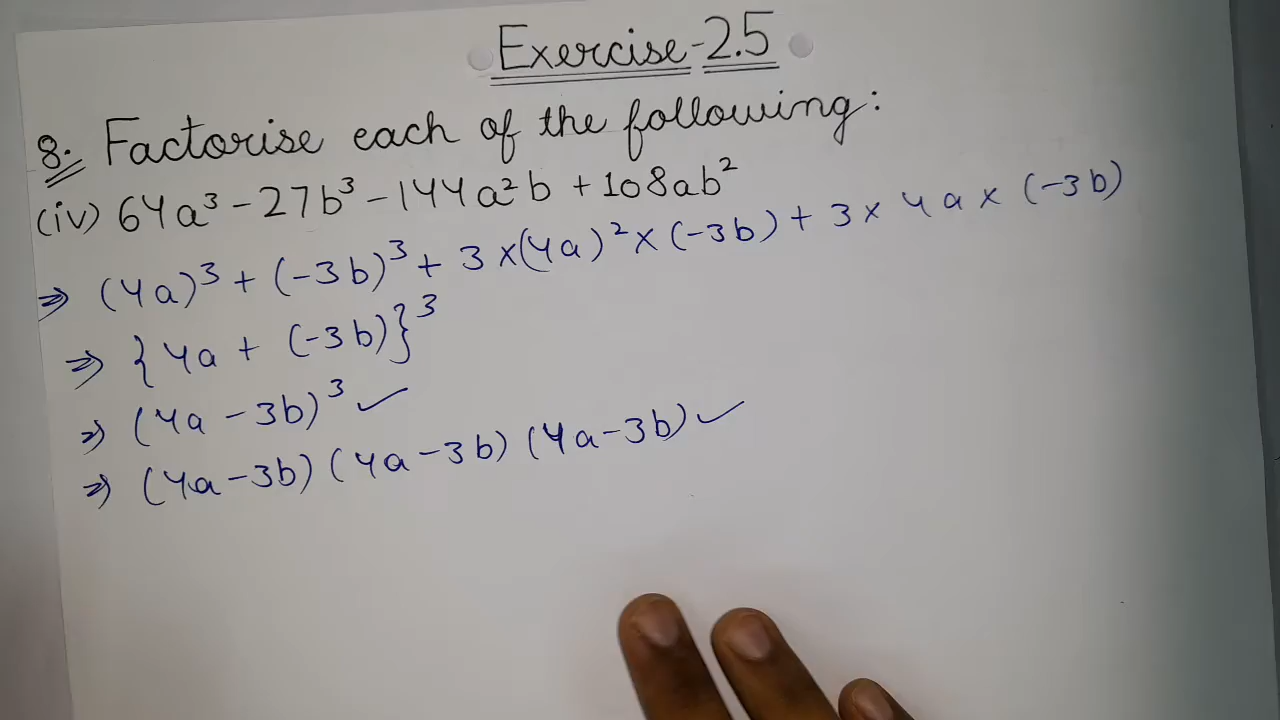 Exercise-2.5
8. Factorise each of the following:
(iv) 64a³ - 27b³ - 144a²b + 108ab²
⇒ (4a)³ + (-3b)³ + 3×(4a)²×(-3b) + 3×4a×(-3b)
⇒ {4a + (-3b)}³
⇒ (4a - 3b)³ ✓
⇒ (4a-3b) (4a-3b) (4a-3b) ✓